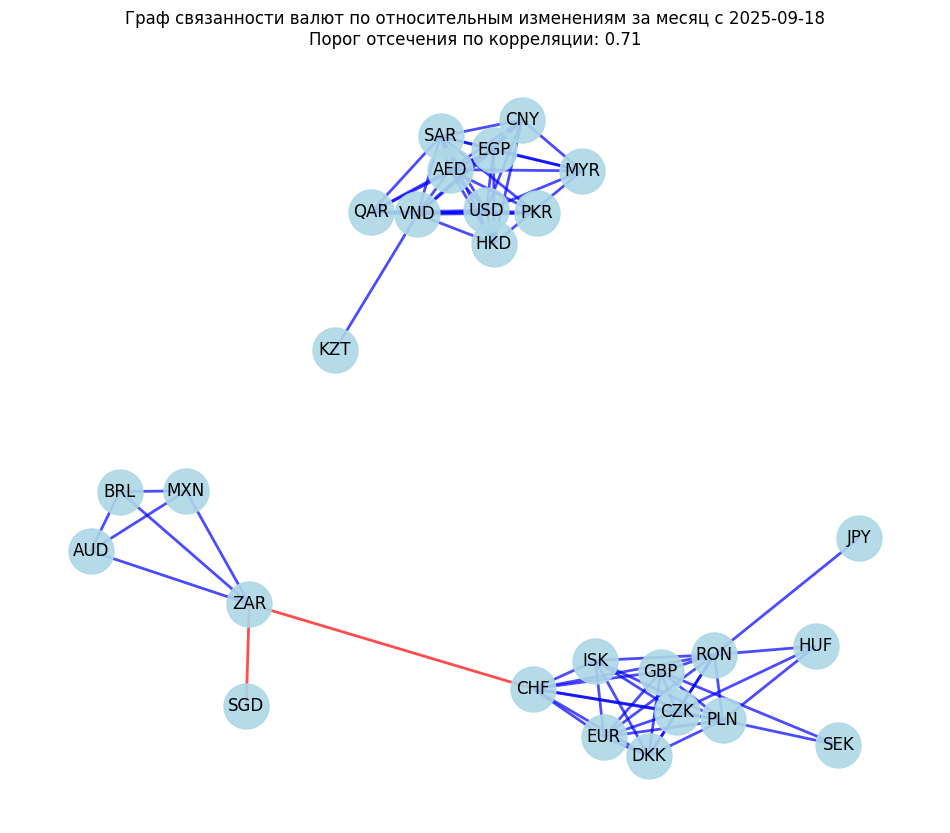 Граф связанности валют по относительным изменениям за месяц с 2025-09-18
Порог отсечения по корреляции: 0.71
CNY
SAR
EGP
AED
MYR
QAR
VND
USD
PKR
HKD
KZT
BRL
MXN
AUD
JPY
ZAR
ISK
GBP
RON
HUF
CHF
SGD
CZK
PLN
EUR
DKK
SEK